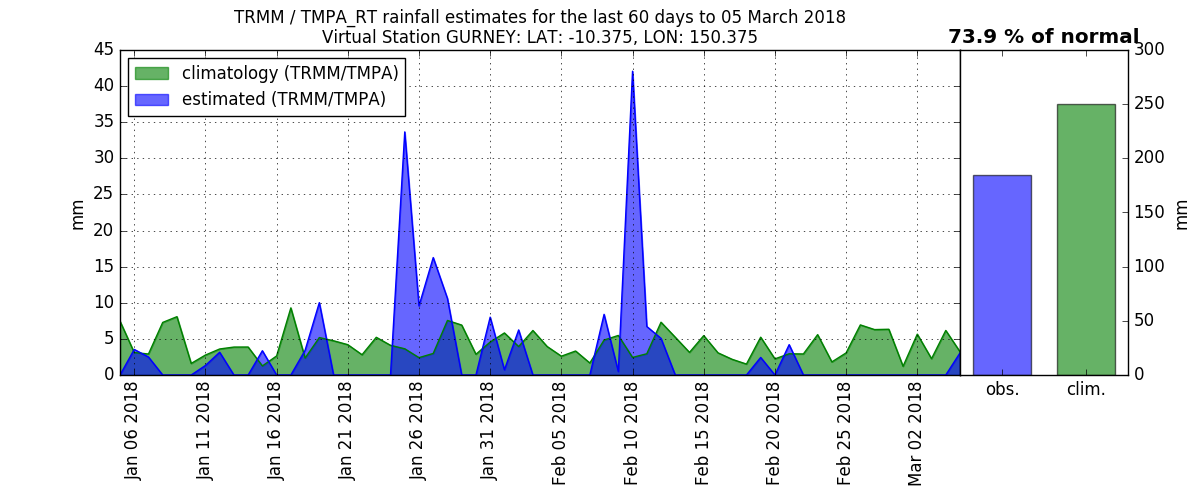 TRMM / TMPA_RT rainfall estimates for the last 60 days to 05 March 2018
Virtual Station GURNEY: LAT: -10.375, LON: 150.375
73.9 % of normal
climatology (TRMM/TMPA)
estimated (TRMM/TMPA)
mm
45
40
35
30
25
20
15
10
5
0
Jan 06 2018
Jan 11 2018
Jan 16 2018
Jan 21 2018
Jan 26 2018
Jan 31 2018
Feb 05 2018
Feb 10 2018
Feb 15 2018
Feb 20 2018
Feb 25 2018
Mar 02 2018
300
250
200
150
100
50
0
mm
obs.
clim.